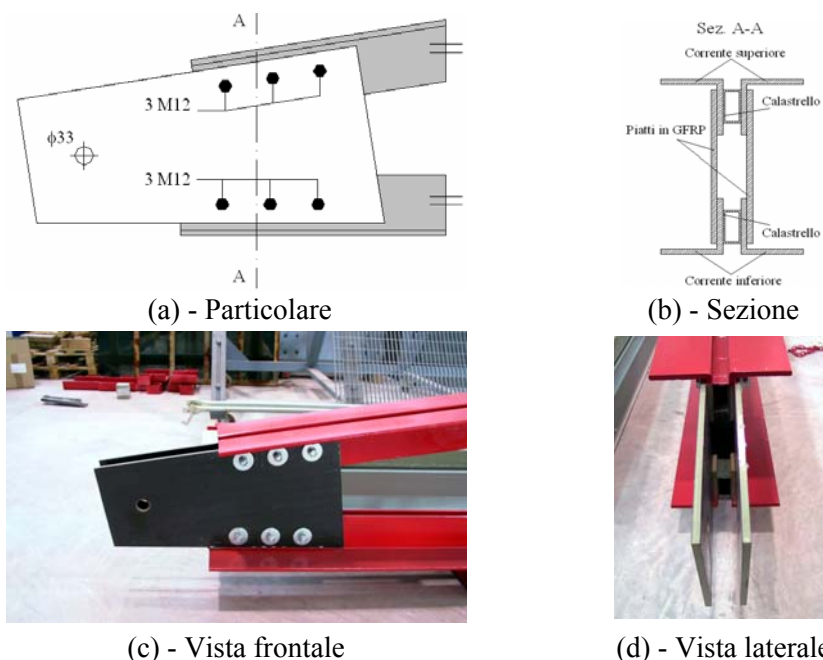 A
3 M12
ϕ33
3 M12
A
(a) - Particolare
Sez. A-A
Corrente superiore
Calastrello
Piatti in GFRP
Calastrello
Corrente inferiore
(b) - Sezione
(c) - Vista frontale
(d) - Vista laterale